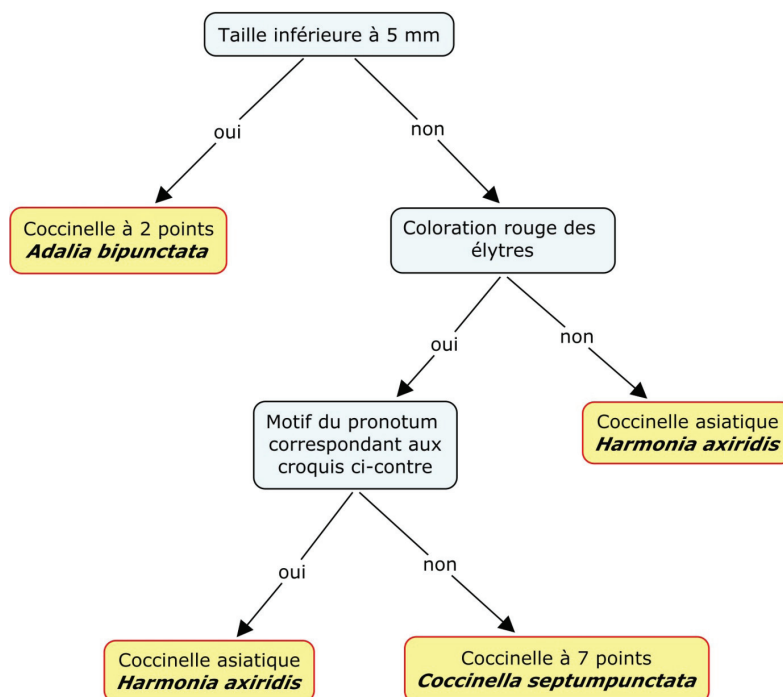 Taille inférieure à 5 mm
oui
non
Coccinelle à 2 points
Adalia bipunctata
Coloration rouge des
élytres
oui
non
Motif du pronotum
correspondant aux
croquis ci-contre
Coccinelle asiatique
Harmonia axiridis
oui
non
Coccinelle asiatique
Harmonia axiridis
Coccinelle à 7 points
Coccinella septumpunctata